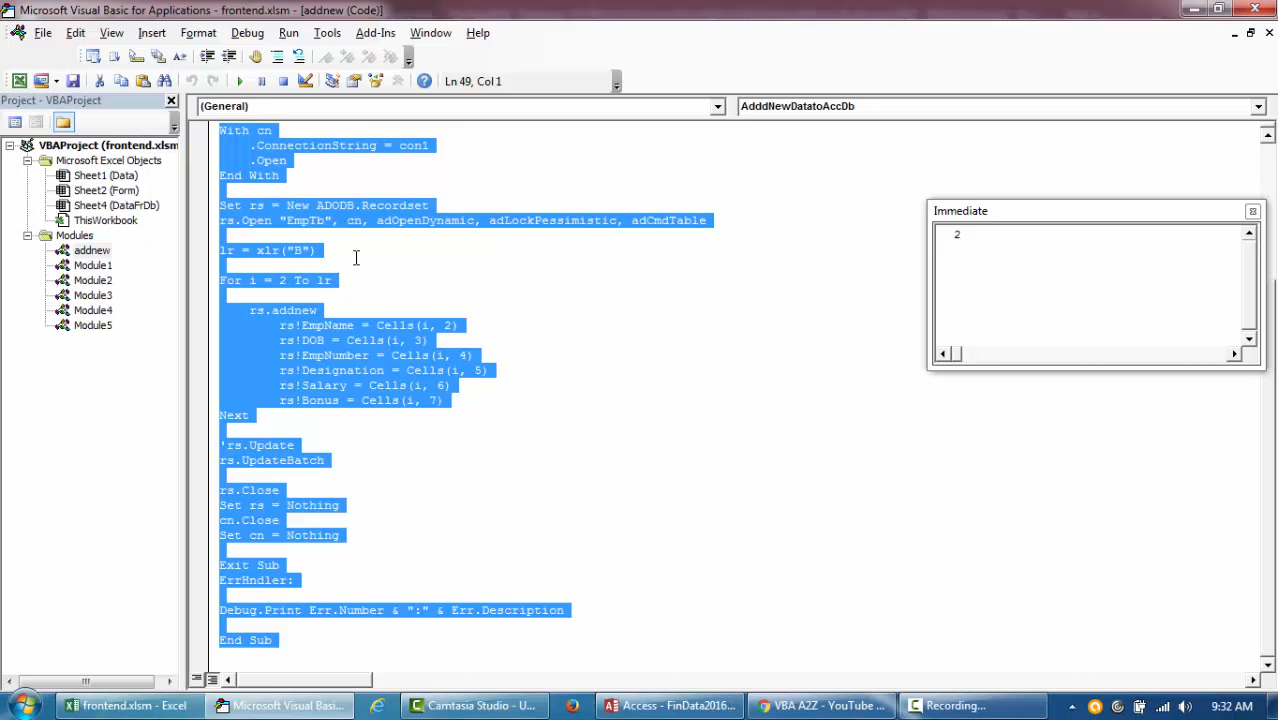 Microsoft Visual Basic for Applications - frontend.xlsm - [addnew (Code)]
File Edit View Insert Format Debug Run Tools Add-Ins Window Help
Ln 49, Col 1
Project - VBAProject
(General)
AdddNewDatatoAccDb
VBAProject (frontend.xlsm
Microsoft Excel Objects
Sheet1 (Data)
Sheet2 (Form)
Sheet4 (DataFrDb)
ThisWorkbook
Modules
addnew
Module1
Module2
Module3
Module4
Module5
With cn
.ConnectionString = con1
.Open
End With
Set rs = New ADODB.Recordset
rs.Open "EmpTb", cn, adOpenDynamic, adLockPessimistic, adCmdTable
lr = xlr("B")
For i = 2 To lr
rs.addnew
rs!EmpName = Cells(i, 2)
rs!DOB = Cells(i, 3)
rs!EmpNumber = Cells(i, 4)
rs!Designation = Cells(i, 5)
rs!Salary = Cells(i, 6)
rs!Bonus = Cells(i, 7)
Next
'rs.Update
rs.UpdateBatch
rs.Close
Set rs = Nothing
cn.Close
Set cn = Nothing
Exit Sub
ErrHndler:
Debug.Print Err.Number & ":" & Err.Description
End Sub
Immediate
2
frontend.xlsm - Excel
Microsoft Visual Basi...
Camtasia Studio - U...
Access - FinData2016...
VBA A2Z - YouTube ...
Recording...
9:32 AM